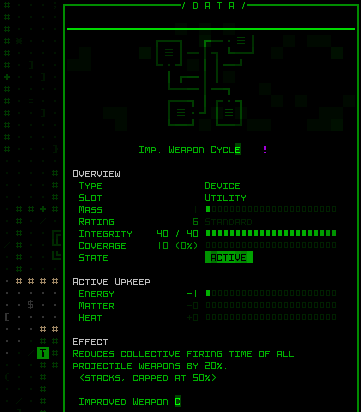 / D A T A /
Imp. Weapon Cycle !
Overview
Type Device
Slot Utility
Mass
Rating 6 Standard
Integrity 40 / 40
Coverage 10 (0%)
State ACTIVE
Active Upkeep
Energy -1
Matter -0
Heat +0
Effect
Reduces collective firing time of all
projectile weapons by 20%.
<stacks, capped at 50%>
Improved Weapon C